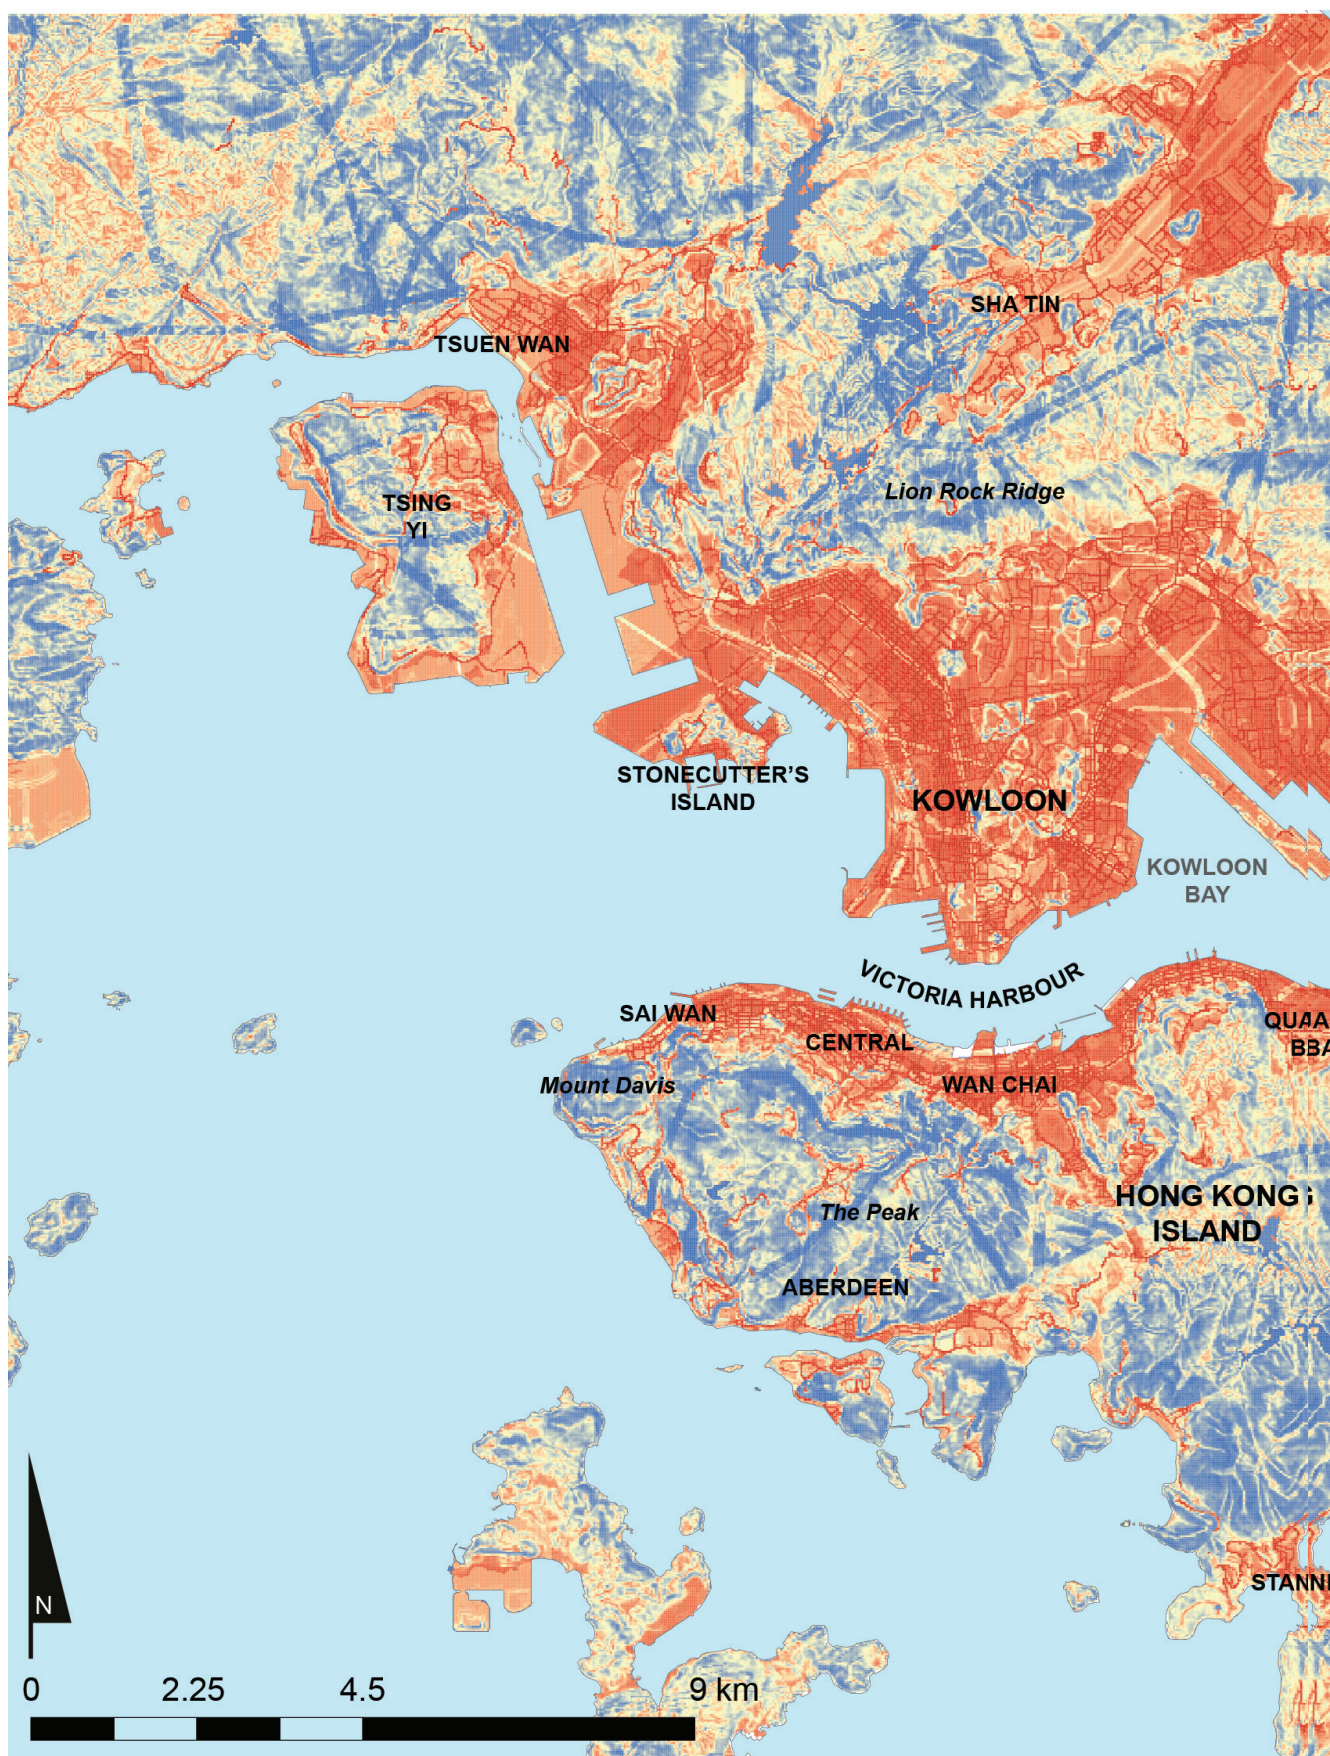 SHA TIN
TSUEN WAN
Lion Rock Ridge
TSING
YI
STONECUTTER'S
ISLAND
KOWLOON
KOWLOON
BAY
VICTORIA HARBOUR
SAI WAN
CENTRAL
Mount Davis
WAN CHAI
HONG KONG
ISLAND
The Peak
ABERDEEN
N
0 2.25 4.5 9 km